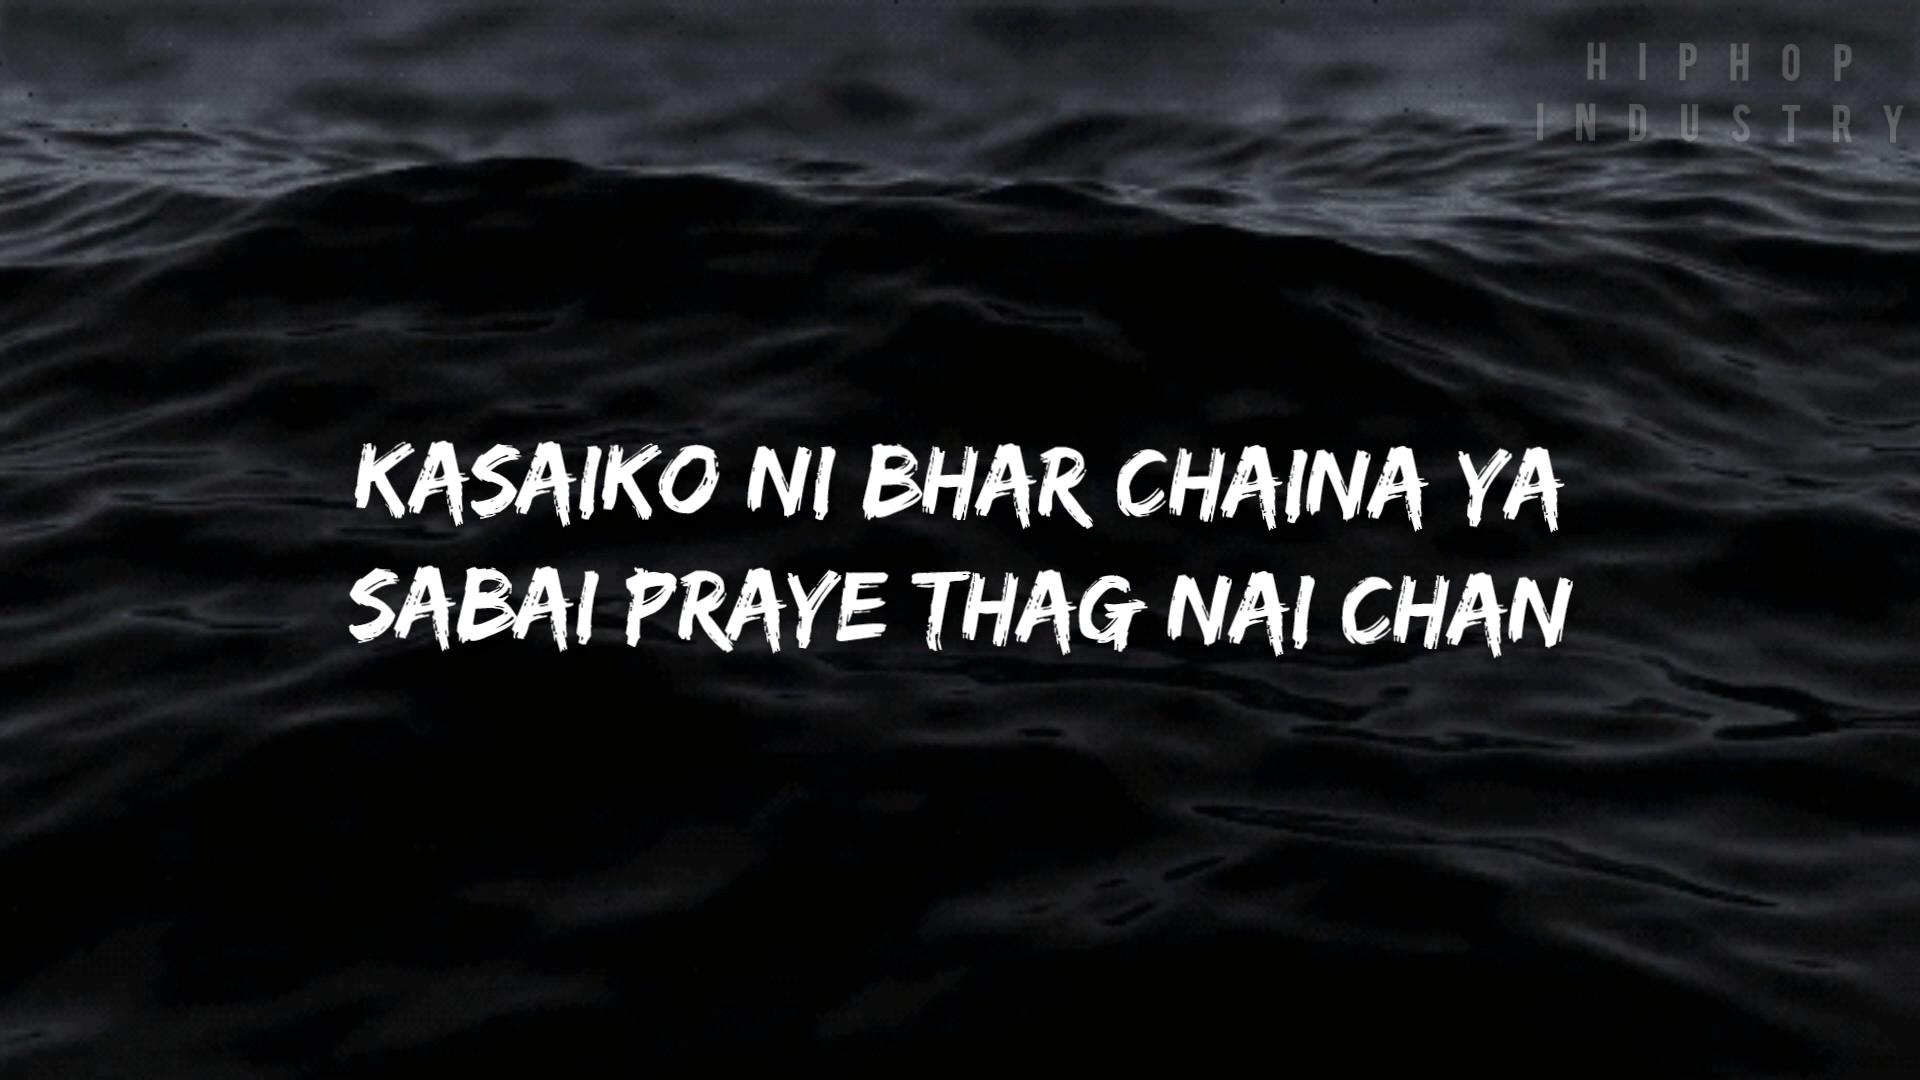 HIPHOP
INDUSTRY
KASAIKO NI BHAR CHAINA YA
SABAI PRAYE THAG NAI CHAN